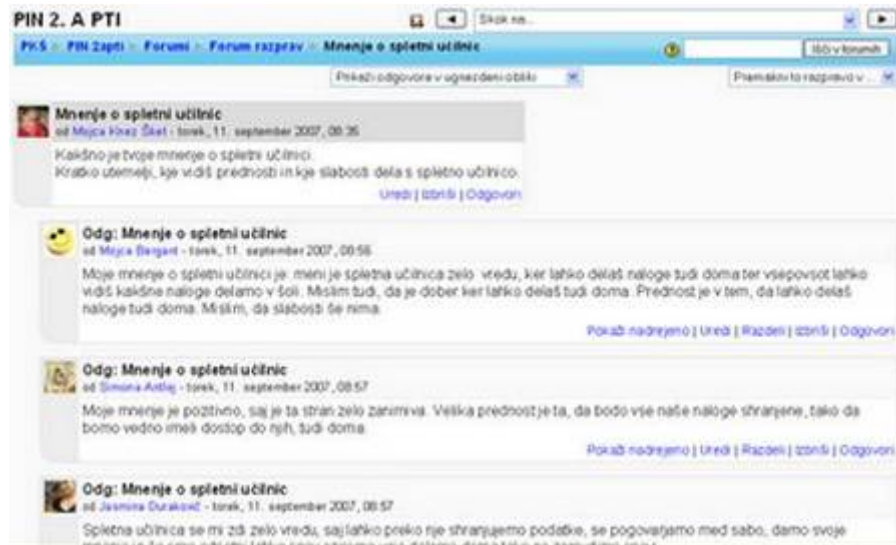 PIN 2. A PTI
Skok na...
PKŠ PIN 2apti Forumi Forum razprav Mnenje o spletni učilnic
Išči v forumih
Prikaži odgovore v ugnezdeni obliki
Premakni to razpravo v ...
Mnenje o spletni učilnic
od Mojca Knez Šket - torek, 11. september 2007, 08:35
Kakšno je tvoje mnenje o spletni učilnici.
Kratko utemelji, kje vidiš prednosti in kje slabosti dela s spletno učilnico.
Uredi | Izbriši | Odgovori
Odg: Mnenje o spletni učilnic
od Mojca Bergant - torek, 11. september 2007, 08:56
Moje mnenje o spletni učilnici je: meni je spletna učilnica zelo vredu, ker lahko delaš naloge tudi doma ter vsepovsot lahko
vidiš kakšne naloge delamo v šoli. Mislim tudi, da je dober ker lahko delaš tudi doma. Prednost je v tem, da lahko delaš
naloge tudi doma. Mislim, da slabosti še nima.
Pokaži nadrejeno | Uredi | Razdeli | Izbriši | Odgovori
Odg: Mnenje o spletni učilnic
od Simona Antlej - torek, 11. september 2007, 08:57
Moje mnenje je pozitivno, saj je ta stran zelo zanimiva. Velika prednost je ta, da bodo vse naše naloge shranjene, tako da
bomo vedno imeli dostop do njih, tudi doma.
Pokaži nadrejeno | Uredi | Razdeli | Izbriši | Odgovori
Odg: Mnenje o spletni učilnic
od Jasmina Duraković - torek, 11. september 2007, 08:57
Spletna učilnica se mi zdi zelo vredu, saj lahko preko nje shranjujemo podatke, se pogovarjamo med sabo, damo svoje